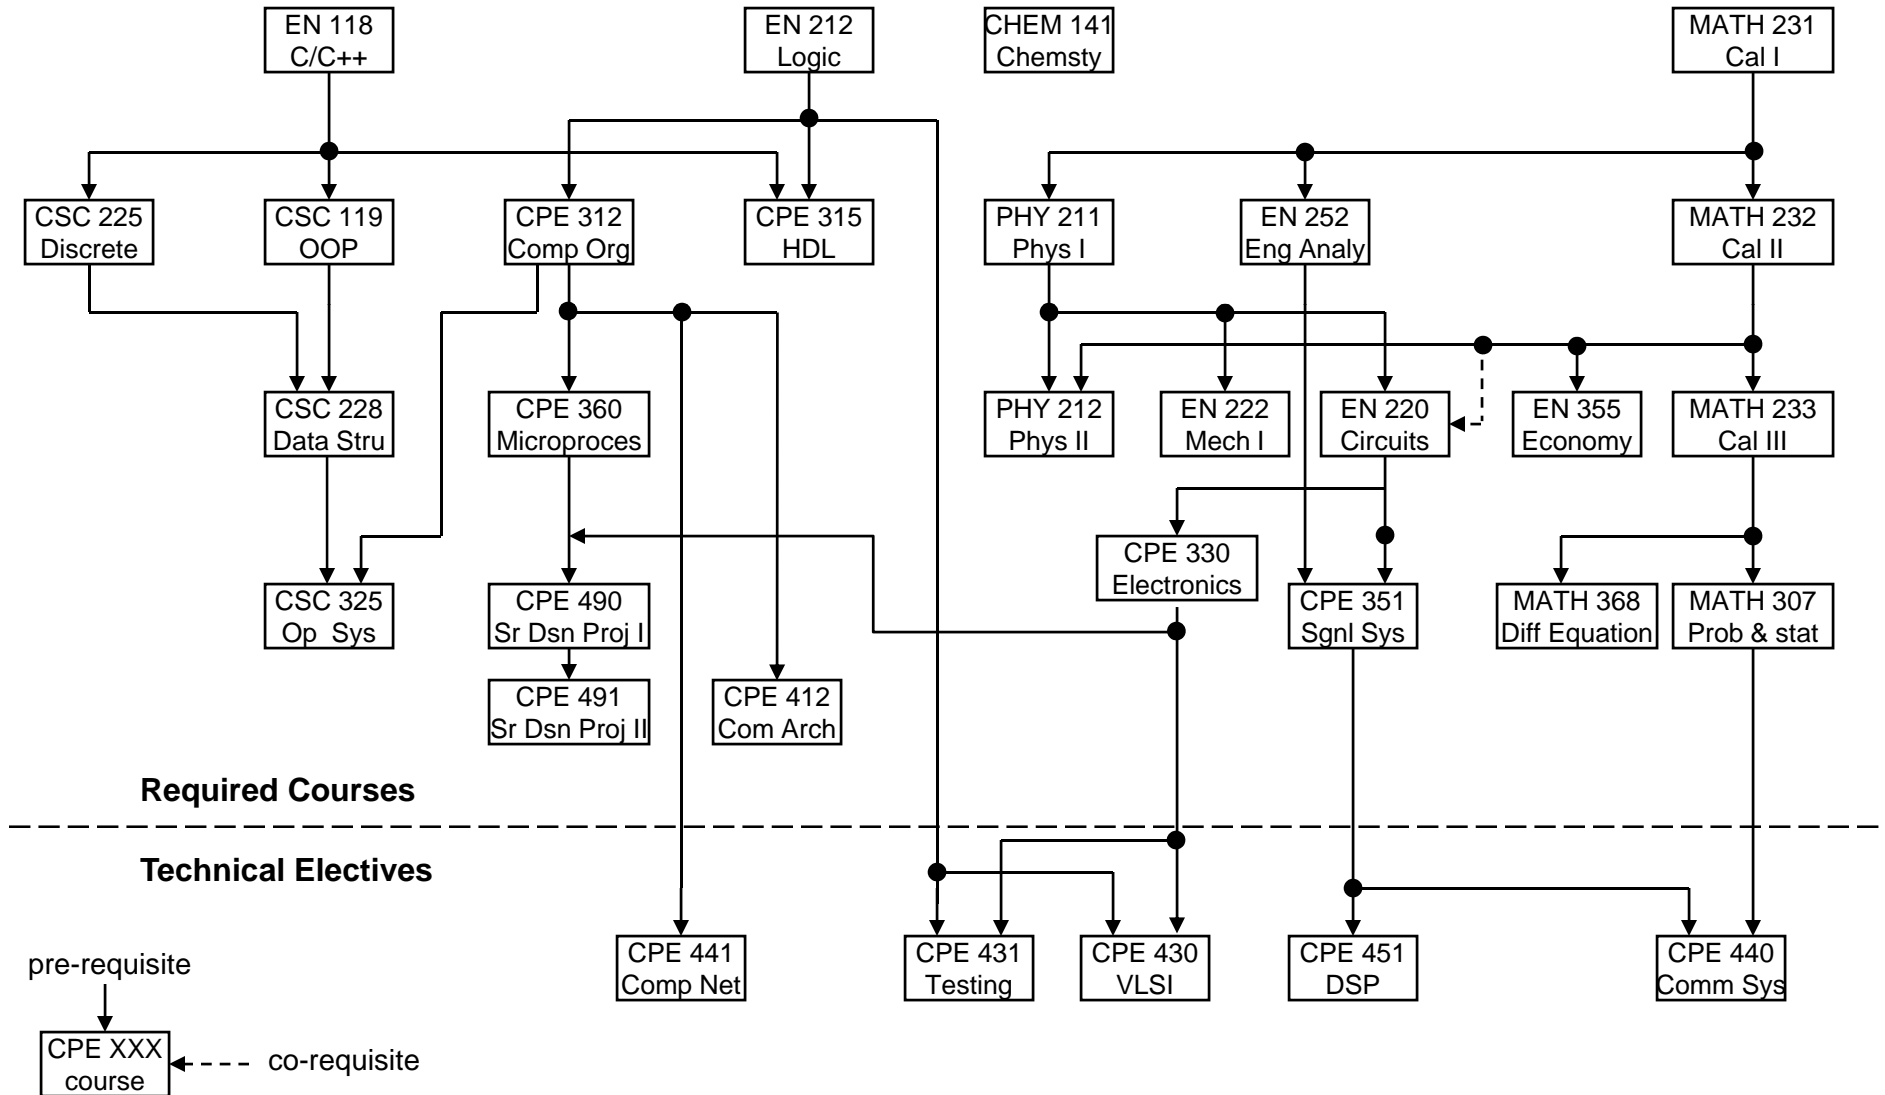 EN 118
C/C++
EN 212
Logic
CHEM 141
Chemsty
MATH 231
Cal I
CSC 225
Discrete
CSC 119
OOP
CPE 312
Comp Org
CPE 315
HDL
PHY 211
Phys I
EN 252
Eng Analy
MATH 232
Cal II
CSC 228
Data Stru
CPE 360
Microproces
PHY 212
Phys II
EN 222
Mech I
EN 220
Circuits
EN 355
Economy
MATH 233
Cal III
CPE 330
Electronics
CSC 325
Op Sys
CPE 490
Sr Dsn Proj I
CPE 351
Sgnl Sys
MATH 368
Diff Equation
MATH 307
Prob & stat
CPE 491
Sr Dsn Proj II
CPE 412
Com Arch
Required Courses
Technical Electives
CPE 441
Comp Net
CPE 431
Testing
CPE 430
VLSI
CPE 451
DSP
CPE 440
Comm Sys
pre-requisite
CPE XXX
course
co-requisite